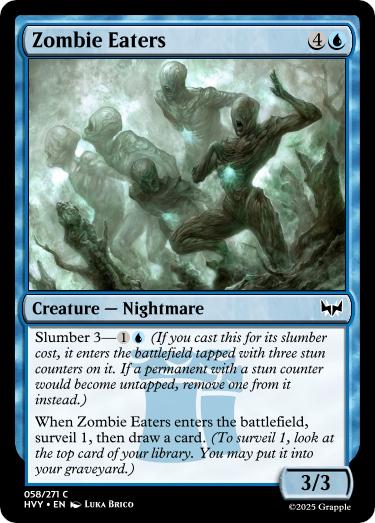 Zombie Eaters 4
Creature — Nightmare
Slumber 3—1 (If you cast this for its slumber
cost, it enters the battlefield tapped with three stun
counters on it. If a permanent with a stun counter
would become untapped, remove one from it
instead.)
When Zombie Eaters enters the battlefield,
surveil 1, then draw a card. (To surveil 1, look at
the top card of your library. You may put it into
your graveyard.)
3/3
058/271 C
HVY • EN LUKA BRICO
©2025 Grapple